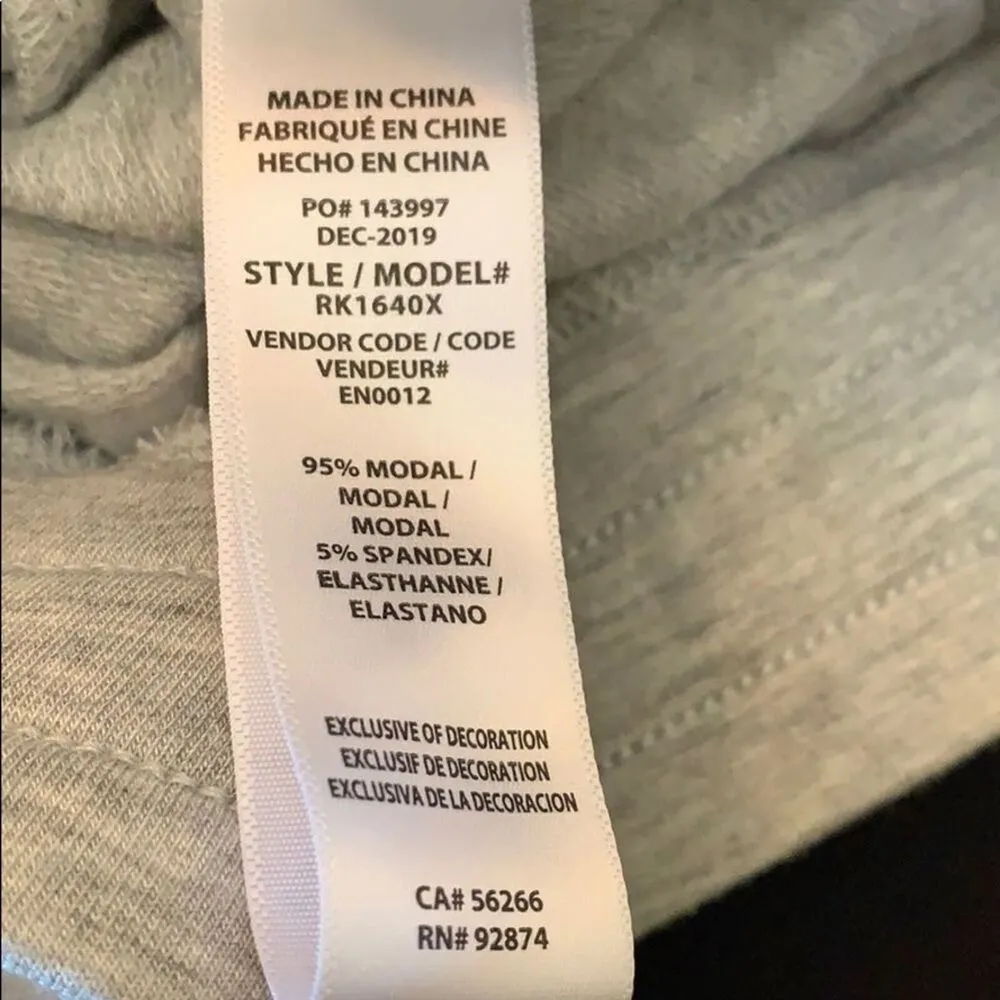 MADE IN CHINA
FABRIQUÉ EN CHINE
HECHO EN CHINA
PO# 143997
DEC-2019
STYLE / MODEL#
RK1640X
VENDOR CODE / CODE
VENDEUR#
EN0012
95% MODAL /
MODAL /
MODAL
5% SPANDEX/
ELASTHANNE /
ELASTANO
EXCLUSIVE OF DECORATION
EXCLUSIF DE DECORATION
EXCLUSIVA DE LA DECORACION
CA# 56266
RN# 92874